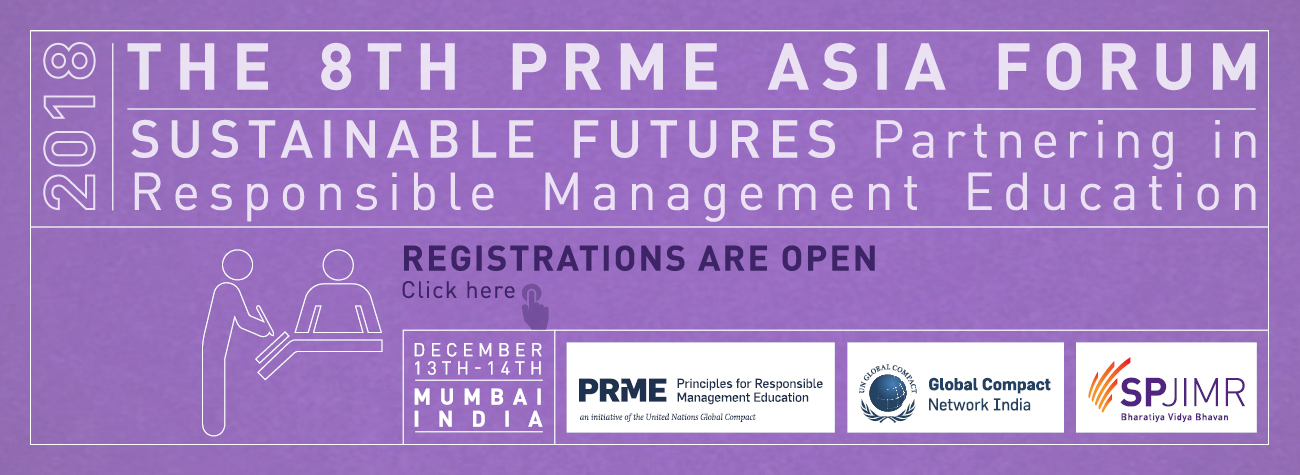 2018
THE 8TH PRME ASIA FORUM
SUSTAINABLE FUTURES Partnering in
Responsible Management Education
REGISTRATIONS ARE OPEN
Click here
DECEMBER
13TH-14TH
MUMBAI
INDIA
PRME
Principles for Responsible
Management Education
an initiative of the United Nations Global Compact
UN GLOBAL COMPACT
Global Compact
Network India
SPJIMR
Bharatiya Vidya Bhavan